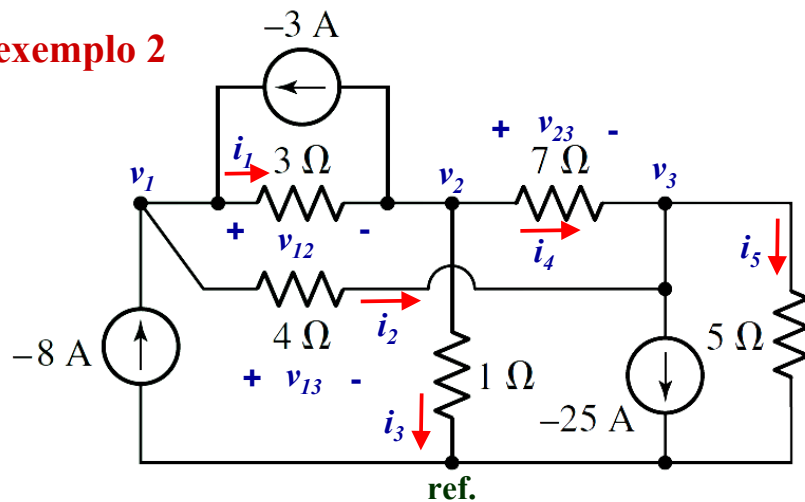 exemplo 2
–3 A
+ v23 -
i1 3 Ω
7 Ω
v1
v2
v3
+ v12 -
i4
i5
i2
–8 A
4 Ω
5 Ω
+ v13 -
1 Ω
i3
–25 A
ref.